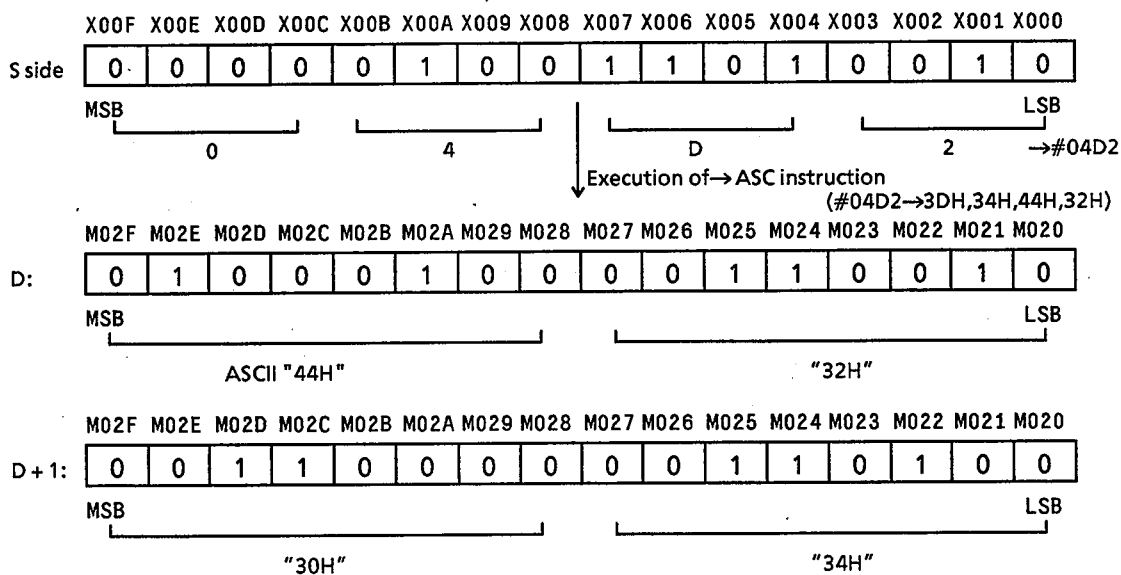 X00F X00E X00D X00C X00B X00A X009 X008 X007 X006 X005 X004 X003 X002 X001 X000
S side 0 0 0 0 0 1 0 0 1 1 0 1 0 0 1 0
MSB LSB
0 4 D 2 →#04D2
Execution of→ASC instruction
(#04D2→3DH,34H,44H,32H)
M02F M02E M02D M02C M02B M02A M029 M028 M027 M026 M025 M024 M023 M022 M021 M020
D: 0 1 0 0 0 1 0 0 0 0 1 1 0 0 1 0
MSB LSB
ASCII "44H" "32H"
M02F M02E M02D M02C M02B M02A M029 M028 M027 M026 M025 M024 M023 M022 M021 M020
D + 1: 0 0 1 1 0 0 0 0 0 0 1 1 0 1 0 0
MSB LSB
"30H" "34H"